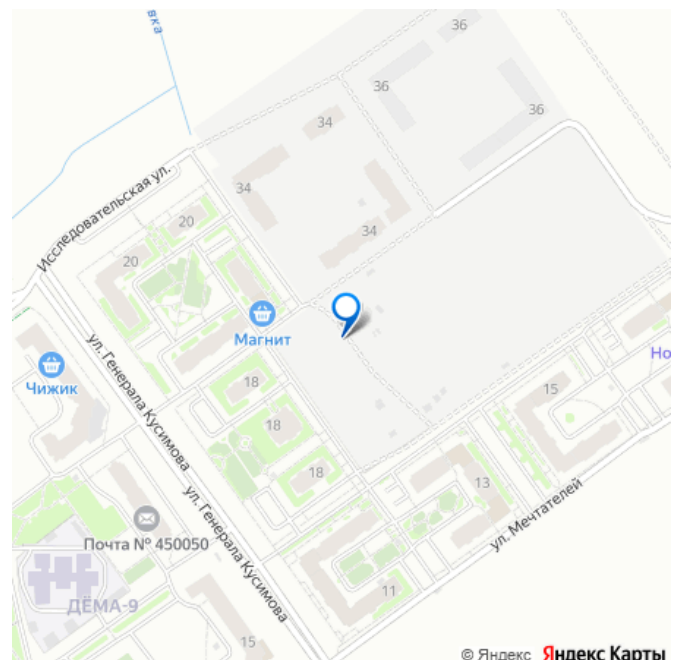 вка
36
36
36
34
34
34
Исследовательская ул.
20
20
Магнит
Чижик
ул. Генерала Кусимова
18
18
18
Но
15
13
11
ул. Мечтателей
ул. Генерала Кусимова
Почта № 450050
ДЁМА-9
15
© Яндекс Яндекс Карты